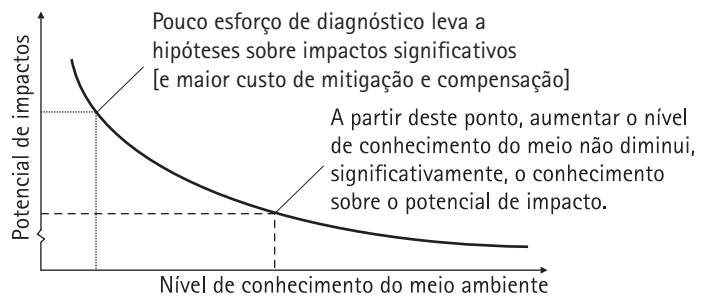 Potencial de impactos
Pouco esforço de diagnóstico leva a
hipóteses sobre impactos significativos
[e maior custo de mitigação e compensação]
A partir deste ponto, aumentar o nível
de conhecimento do meio não diminui,
significativamente, o conhecimento
sobre o potencial de impacto.
Nível de conhecimento do meio ambiente